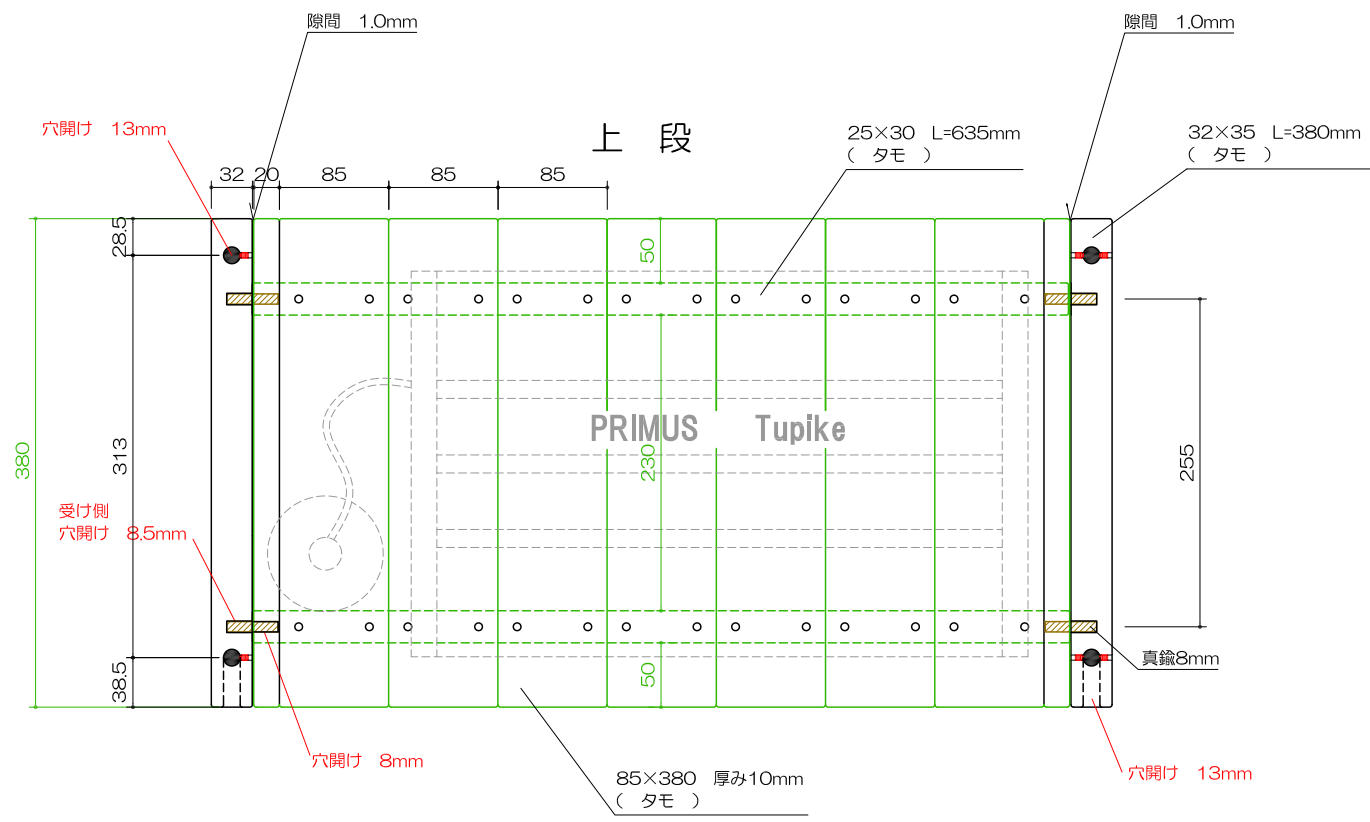 隙間 1.0mm
隙間 1.0mm
穴開け 13mm
上 段
25×30 L=635mm
( タモ )
32×35 L=380mm
( タモ )
32
20
85
85
85
28.5
50
PRIMUS Tupike
313
380
230
255
受け側
穴開け 8.5mm
38.5
50
真鍮8mm
穴開け 8mm
85×380 厚み10mm
( タモ )
穴開け 13mm